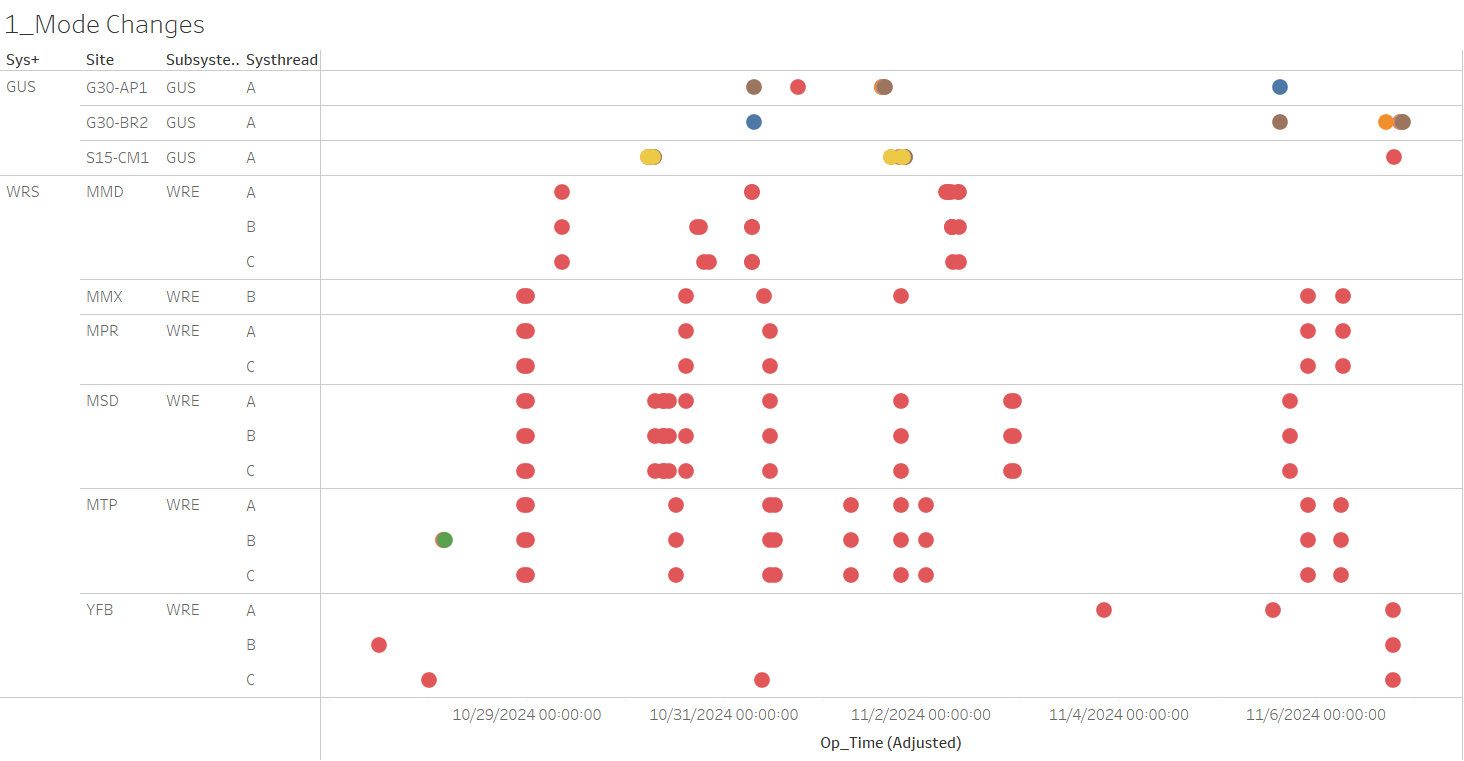 1_Mode Changes
Sys+ Site Subsyste.. Systhread
GUS G30-AP1 GUS A
G30-BR2 GUS A
S15-CM1 GUS A
WRS MMD WRE A
B
C
MMX WRE B
MPR WRE A
C
MSD WRE A
B
C
MTP WRE A
B
C
YFB WRE A
B
C
10/29/2024 00:00:00 10/31/2024 00:00:00 11/2/2024 00:00:00 11/4/2024 00:00:00 11/6/2024 00:00:00
Op_Time (Adjusted)